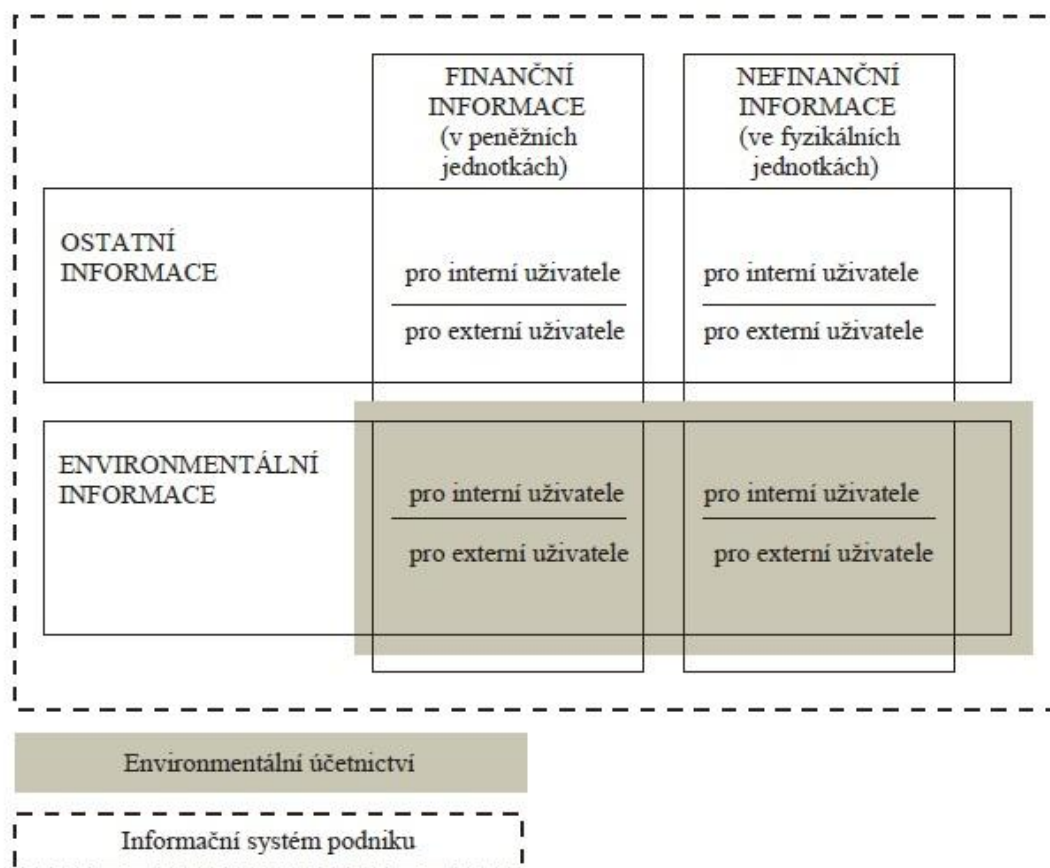 FINANČNÍ
INFORMACE
(v peněžních
jednotkách)
NEFINANČNÍ
INFORMACE
(ve fyzikálních
jednotkách)
OSTATNÍ
INFORMACE
pro interní uživatele
pro externí uživatele
pro interní uživatele
pro externí uživatele
ENVIRONMENTÁLNÍ
INFORMACE
pro interní uživatele
pro externí uživatele
pro interní uživatele
pro externí uživatele
Environmentální účetnictví
Informační systém podniku